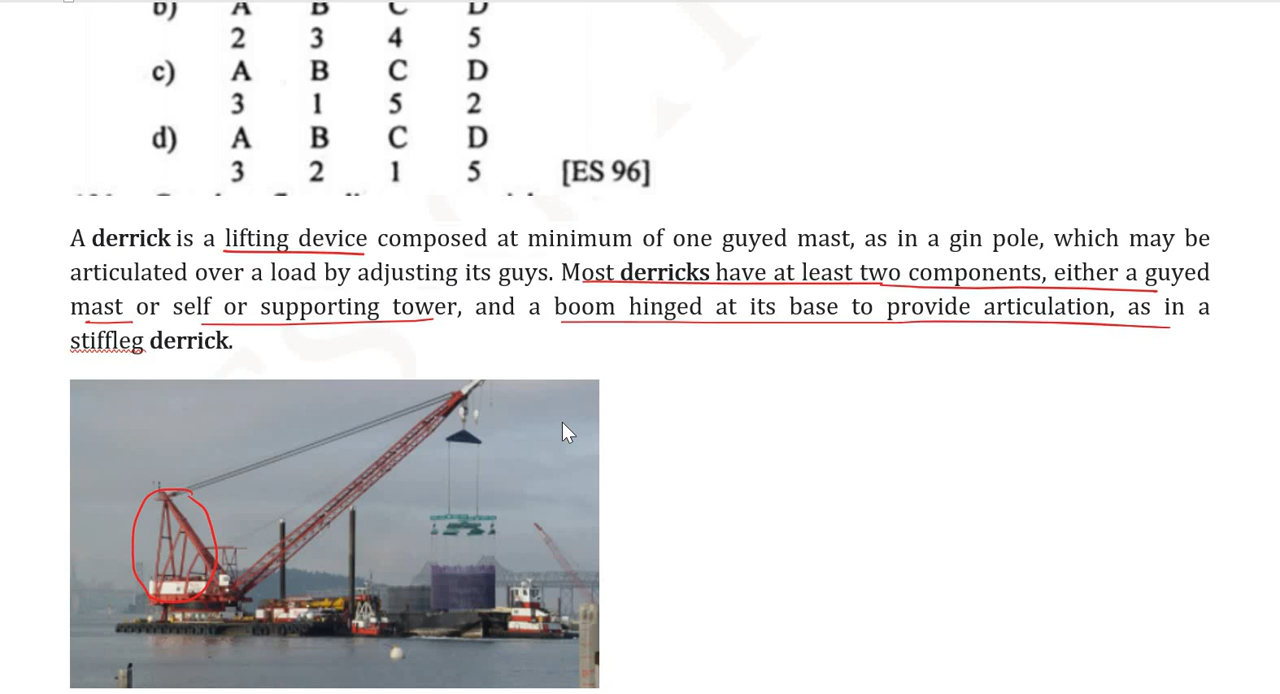 b) A B C D
2 3 4 5
c) A B C D
3 1 5 2
d) A B C D
3 2 1 5 [ES 96]
A derrick is a lifting device composed at minimum of one guyed mast, as in a gin pole, which may be
articulated over a load by adjusting its guys. Most derricks have at least two components, either a guyed
mast or self or supporting tower, and a boom hinged at its base to provide articulation, as in a
stiffleg derrick.